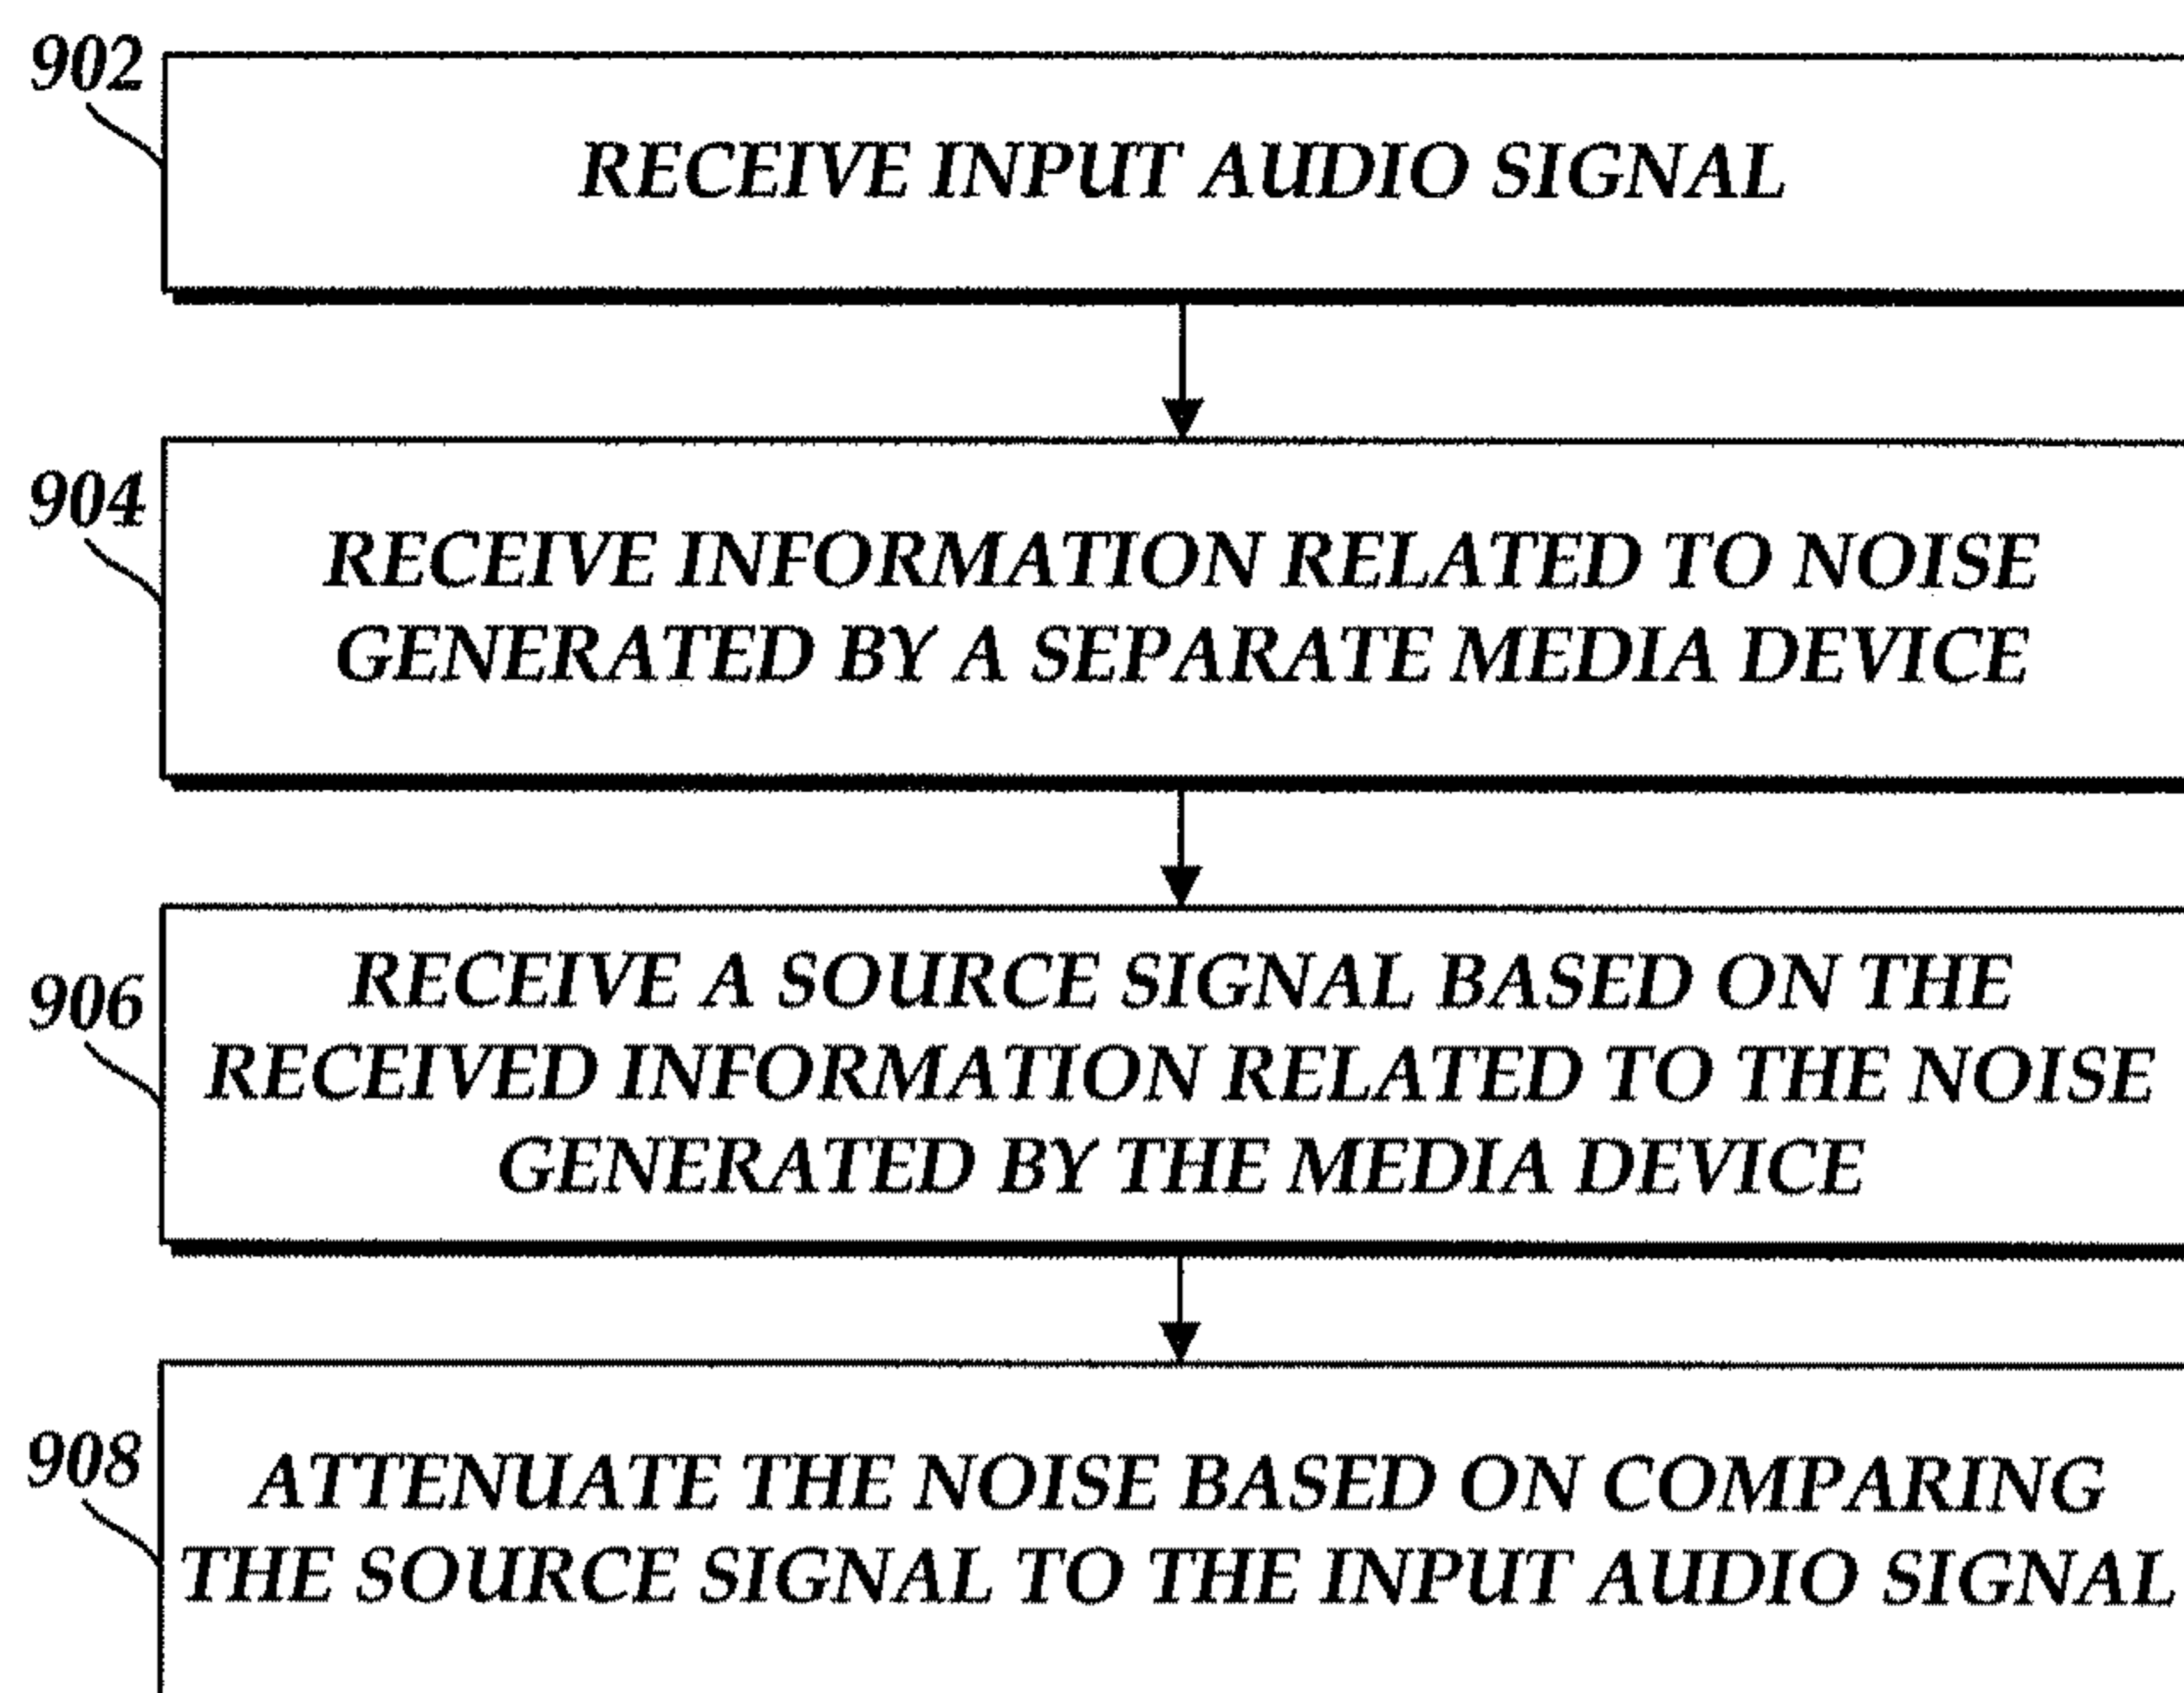 902
RECEIVE INPUT AUDIO SIGNAL
904
RECEIVE INFORMATION RELATED TO NOISE
GENERATED BY A SEPARATE MEDIA DEVICE
906
RECEIVE A SOURCE SIGNAL BASED ON THE
RECEIVED INFORMATION RELATED TO THE NOISE
GENERATED BY THE MEDIA DEVICE
908
ATTENUATE THE NOISE BASED ON COMPARING
THE SOURCE SIGNAL TO THE INPUT AUDIO SIGNAL